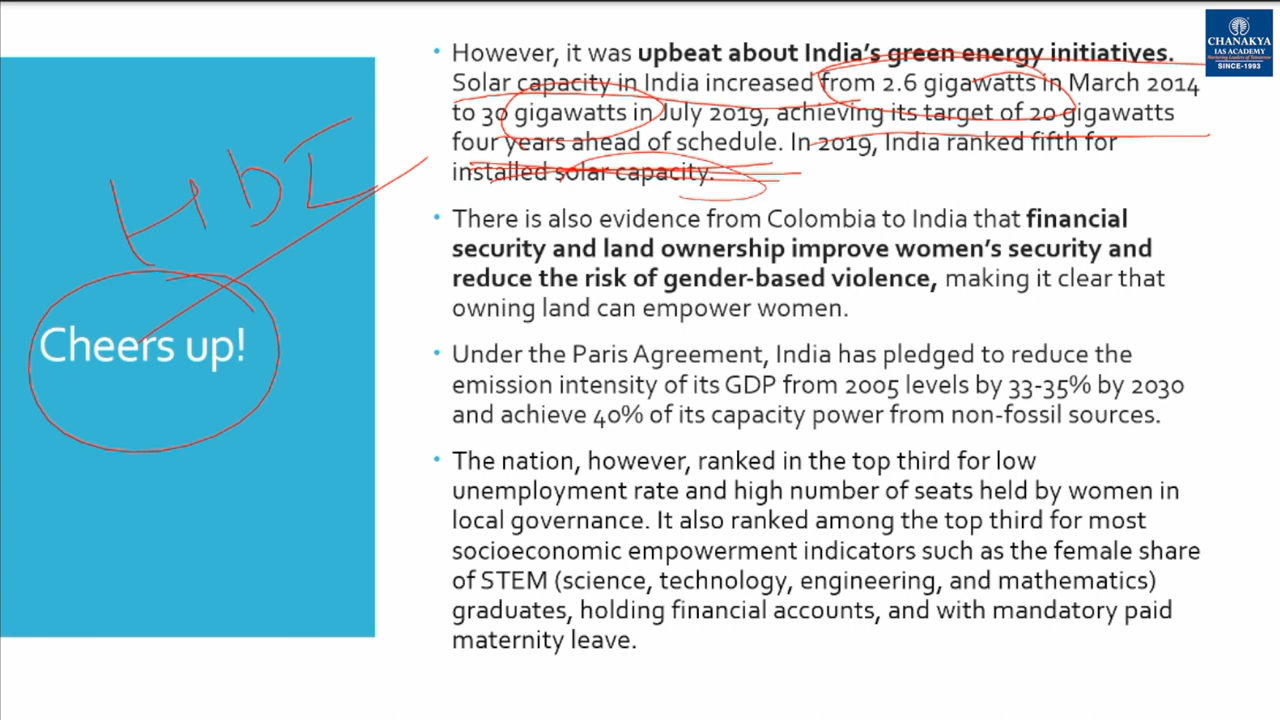 CHANAKYA
IAS ACADEMY
Nurturing Leaders of Tomorrow
SINCE-1993
HDI
Cheers up!
• However, it was upbeat about India's green energy initiatives.
Solar capacity in India increased from 2.6 gigawatts in March 2014
to 30 gigawatts in July 2019, achieving its target of 20 gigawatts
four years ahead of schedule. In 2019, India ranked fifth for
installed solar capacity.
• There is also evidence from Colombia to India that financial
security and land ownership improve women's security and
reduce the risk of gender-based violence, making it clear that
owning land can empower women.
• Under the Paris Agreement, India has pledged to reduce the
emission intensity of its GDP from 2005 levels by 33-35% by 2030
and achieve 40% of its capacity power from non-fossil sources.
• The nation, however, ranked in the top third for low
unemployment rate and high number of seats held by women in
local governance. It also ranked among the top third for most
socioeconomic empowerment indicators such as the female share
of STEM (science, technology, engineering, and mathematics)
graduates, holding financial accounts, and with mandatory paid
maternity leave.